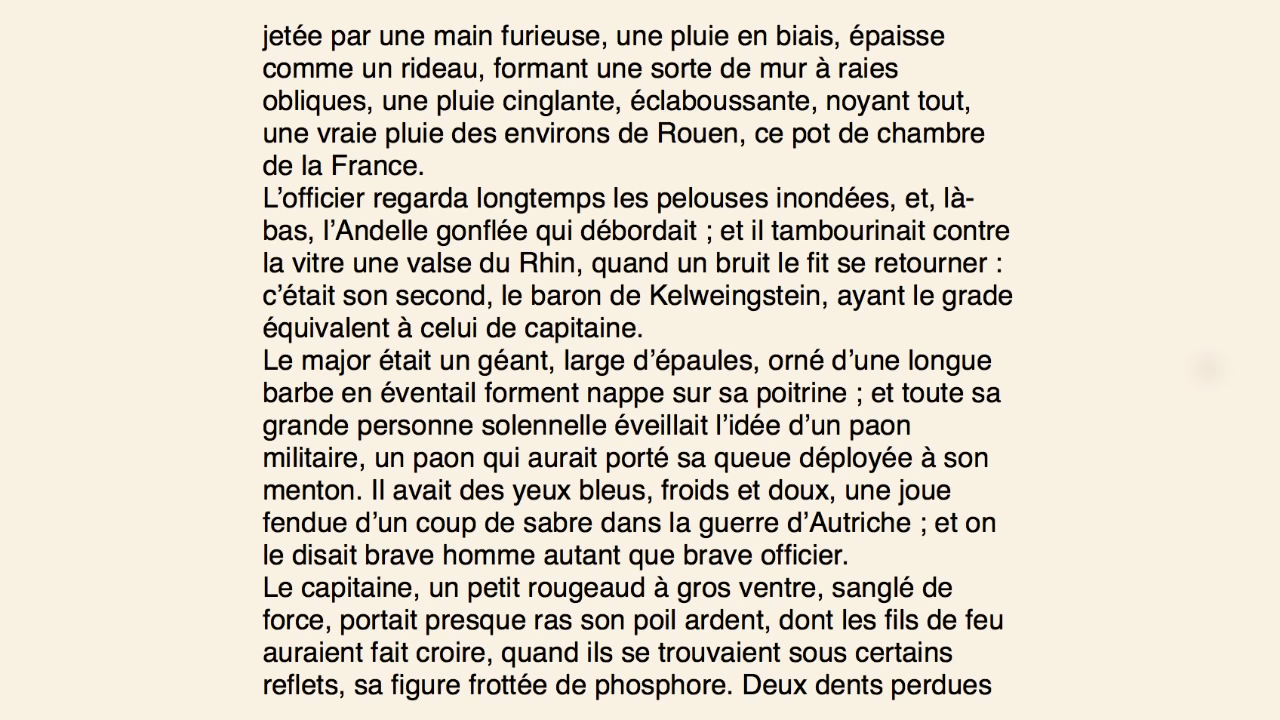 jetée par une main furieuse, une pluie en biais, épaisse
comme un rideau, formant une sorte de mur à raies
obliques, une pluie cinglante, éclaboussante, noyant tout,
une vraie pluie des environs de Rouen, ce pot de chambre
de la France.
L’officier regarda longtemps les pelouses inondées, et, là-
bas, l’Andelle gonflée qui débordait ; et il tambourinait contre
la vitre une valse du Rhin, quand un bruit le fit se retourner :
c’était son second, le baron de Kelweingstein, ayant le grade
équivalent à celui de capitaine.
Le major était un géant, large d’épaules, orné d’une longue
barbe en éventail forment nappe sur sa poitrine ; et toute sa
grande personne solennelle éveillait l’idée d’un paon
militaire, un paon qui aurait porté sa queue déployée à son
menton. Il avait des yeux bleus, froids et doux, une joue
fendue d’un coup de sabre dans la guerre d’Autriche ; et on
le disait brave homme autant que brave officier.
Le capitaine, un petit rougeaud à gros ventre, sanglé de
force, portait presque ras son poil ardent, dont les fils de feu
auraient fait croire, quand ils se trouvaient sous certains
reflets, sa figure frottée de phosphore. Deux dents perdues